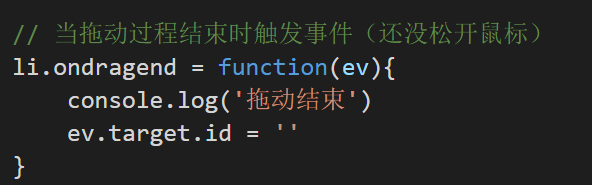 // 当拖动过程结束时触发事件（还没松开鼠标）
li.ondragend = function(ev){
    console.log('拖动结束')
    ev.target.id = ''
}